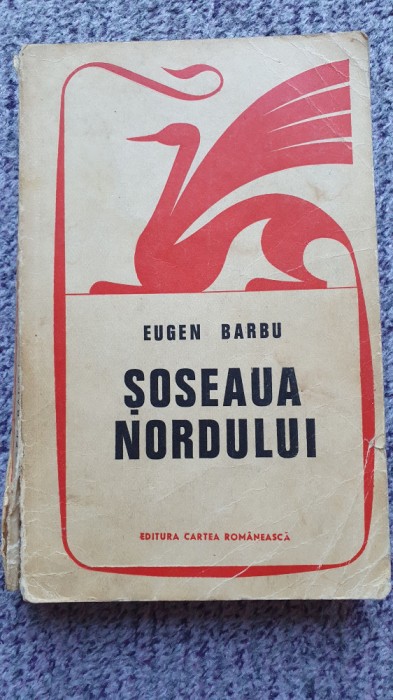 EUGEN BARBU
ȘOSEAUA
NORDULUI
EDITURA CARTEA ROMÂNEASCĂ